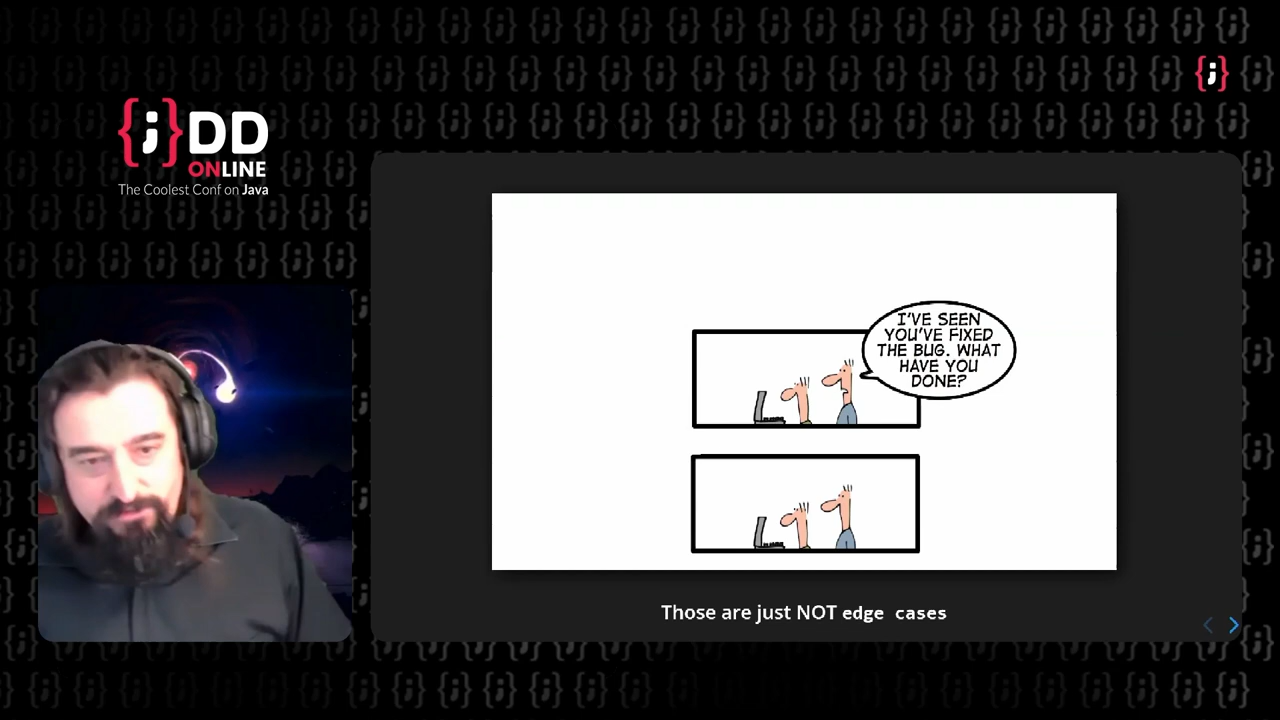 {;}DD
ONLINE
The Coolest Conf on Java
{;}
I'VE SEEN
YOU'VE FIXED
THE BUG. WHAT
HAVE YOU
DONE?
Those are just NOT edge cases